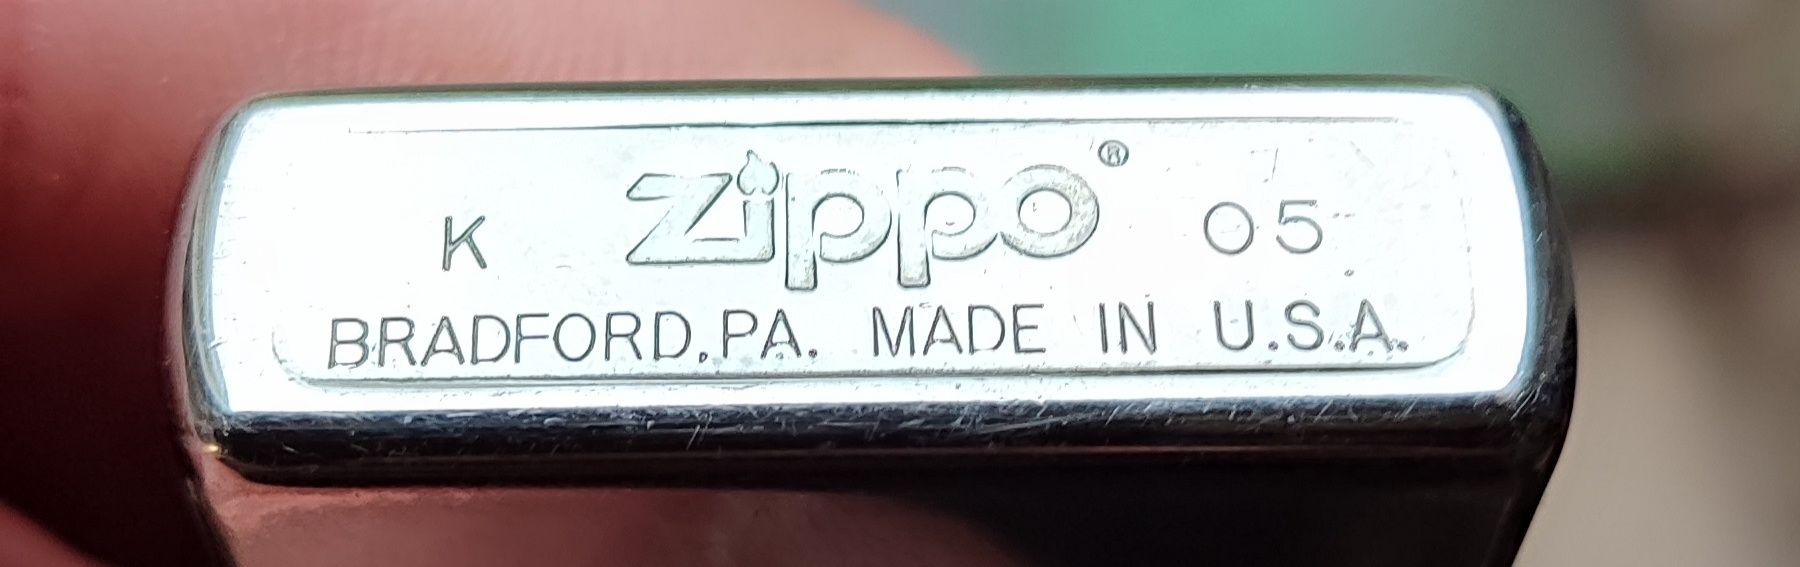 K Zippo® 05
BRADFORD, PA. MADE IN U.S.A.